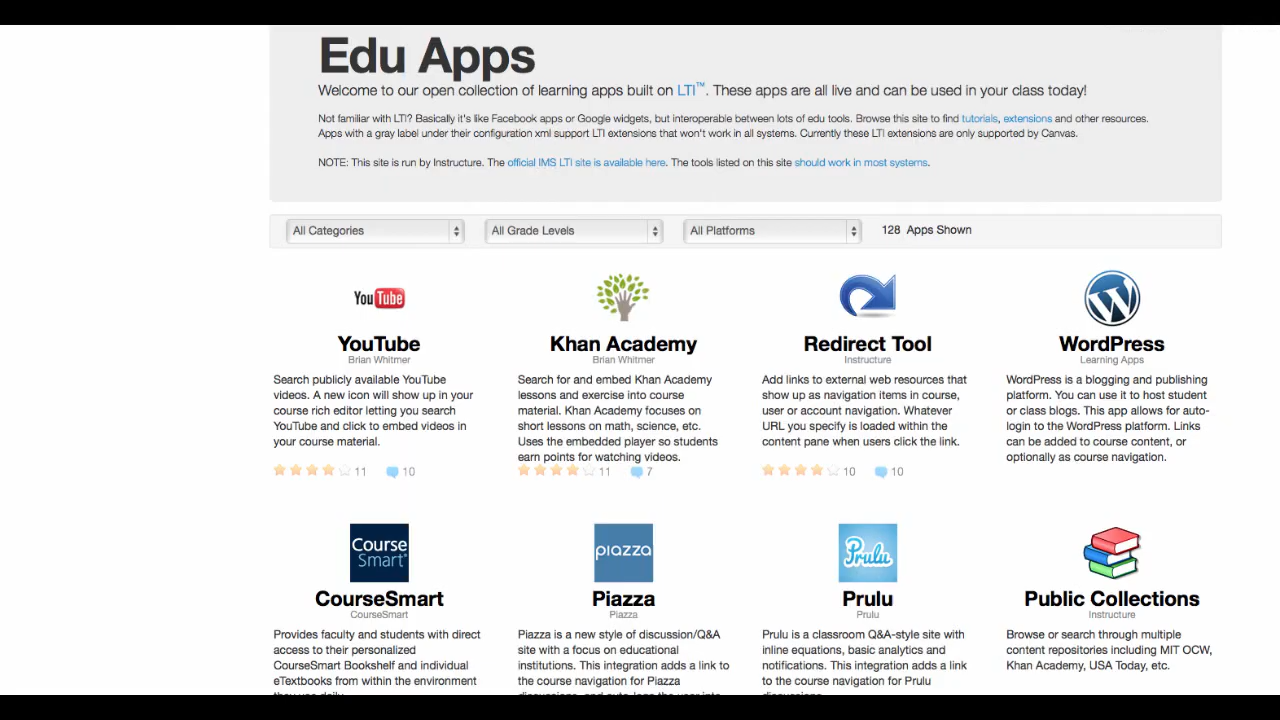 Edu Apps
Welcome to our open collection of learning apps built on LTI™. These apps are all live and can be used in your class today!
Not familiar with LTI? Basically it's like Facebook apps or Google widgets, but interoperable between lots of edu tools. Browse this site to find tutorials, extensions and other resources.
Apps with a gray label under their configuration xml support LTI extensions that won't work in all systems. Currently these LTI extensions are only supported by Canvas.
NOTE: This site is run by Instructure. The official IMS LTI site is available here. The tools listed on this site should work in most systems.
All Categories
All Grade Levels
All Platforms
128 Apps Shown
You Tube
YouTube
Brian Whitmer
Search publicly available YouTube
videos. A new icon will show up in your
course rich editor letting you search
YouTube and click to embed videos in
your course material.
11
10
Khan Academy
Brian Whitmer
Search for and embed Khan Academy
lessons and exercise into course
material. Khan Academy focuses on
short lessons on math, science, etc.
Uses the embedded player so students
earn points for watching videos.
11
7
Redirect Tool
Instructure
Add links to external web resources that
show up as navigation items in course,
user or account navigation. Whatever
URL you specify is loaded within the
content pane when users click the link.
10
10
W
WordPress
Learning Apps
WordPress is a blogging and publishing
platform. You can use it to host student
or class blogs. This app allows for auto-
login to the WordPress platform. Links
can be added to course content, or
optionally as course navigation.
Course
Smart
CourseSmart
CourseSmart
Provides faculty and students with direct
access to their personalized
CourseSmart Bookshelf and individual
eTextbooks from within the environment
they use daily.
piazza
Piazza
Piazza
Piazza is a new style of discussion/Q&A
site with a focus on educational
institutions. This integration adds a link to
the course navigation for Piazza
discussions, and auto-logs the user into
Prulu
Prulu
Prulu
Prulu is a classroom Q&A-style site with
inline equations, basic analytics and
notifications. This integration adds a link
to the course navigation for Prulu
discussions.
Public Collections
Instructure
Browse or search through multiple
content repositories including MIT OCW,
Khan Academy, USA Today, etc.